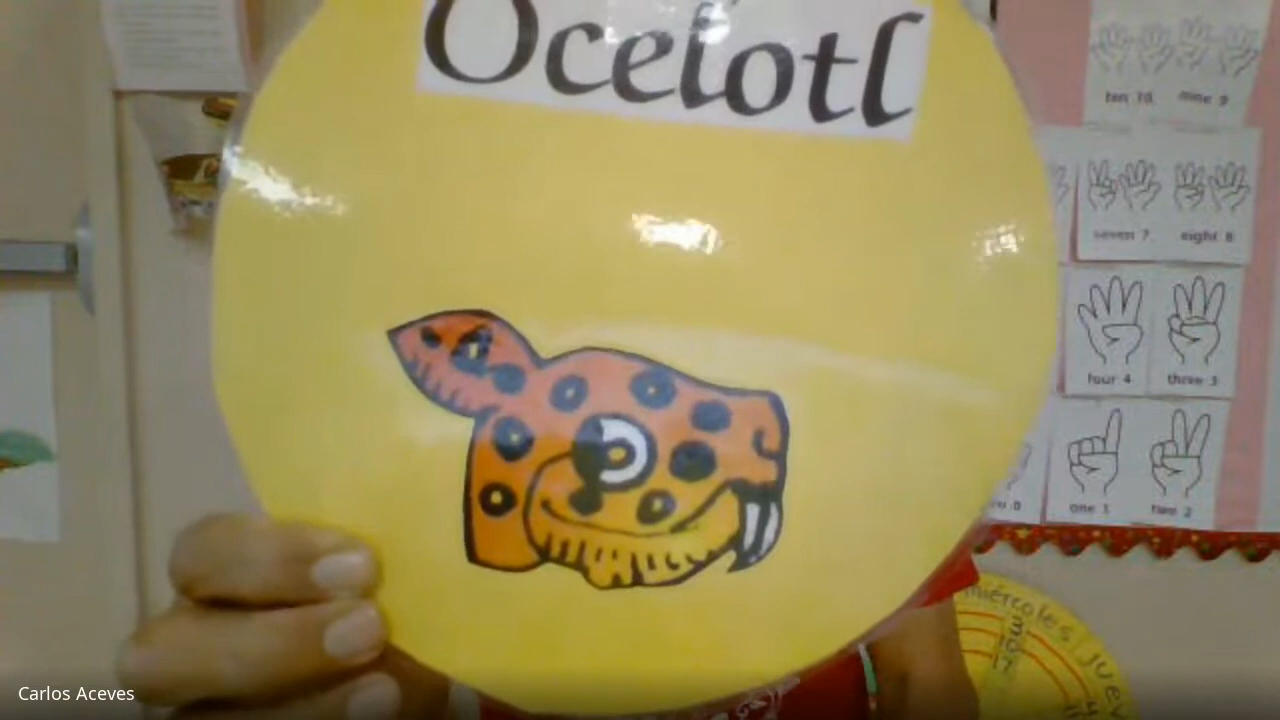 Ocelotl
ten 10 nine 9
seven 7 eight 8
four 4 three 3
one 1 two 2
miércoles
Carlos Aceves